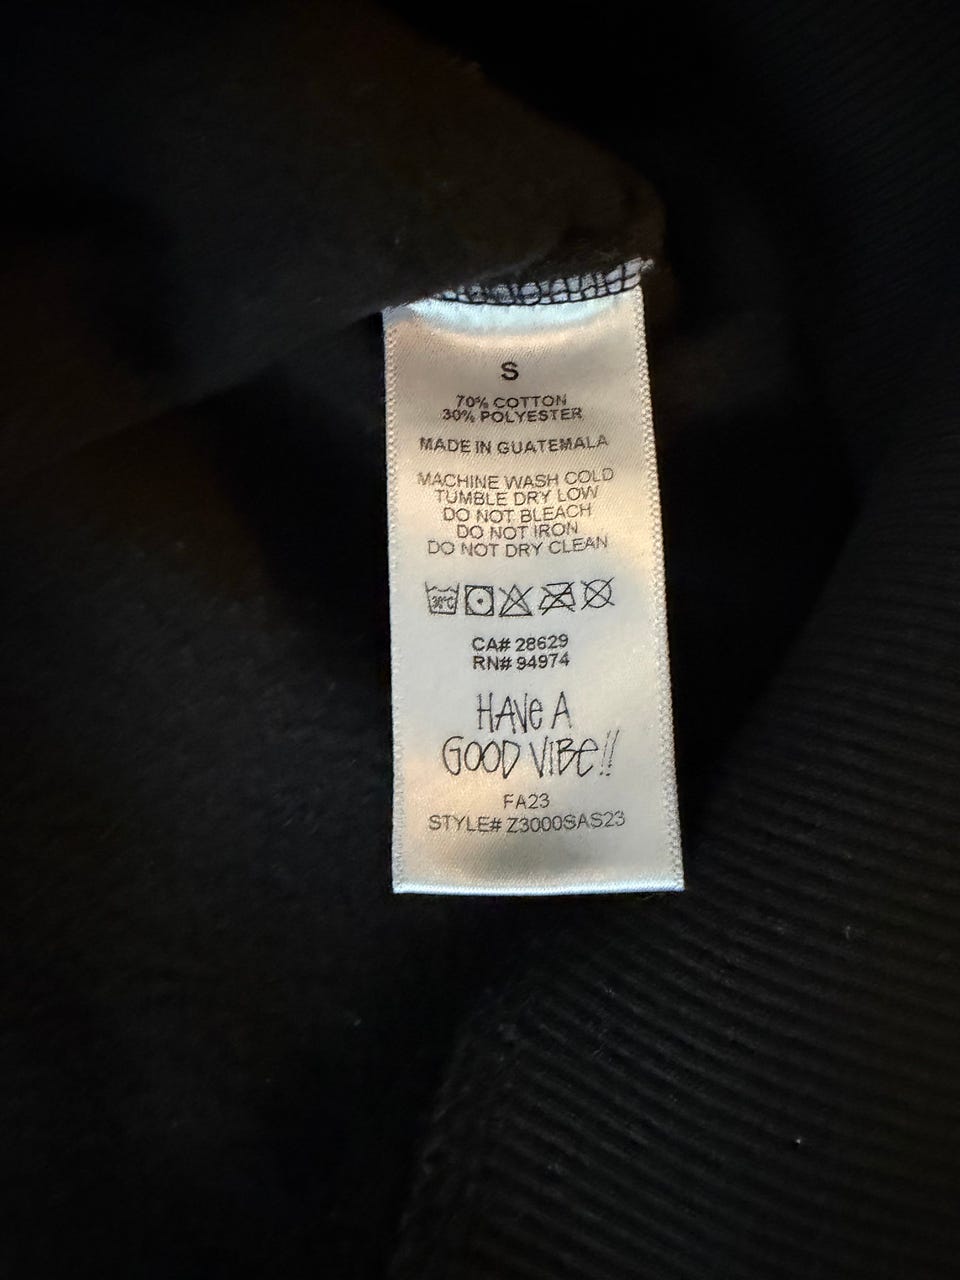 S
70% COTTON
30% POLYESTER
MADE IN GUATEMALA
MACHINE WASH COLD
TUMBLE DRY LOW
DO NOT BLEACH
DO NOT IRON
DO NOT DRY CLEAN
30°C
CA# 28629
RN# 94974
HAVe A
GOOD VIBe!!
FA23
STYLE# Z3000SAS23